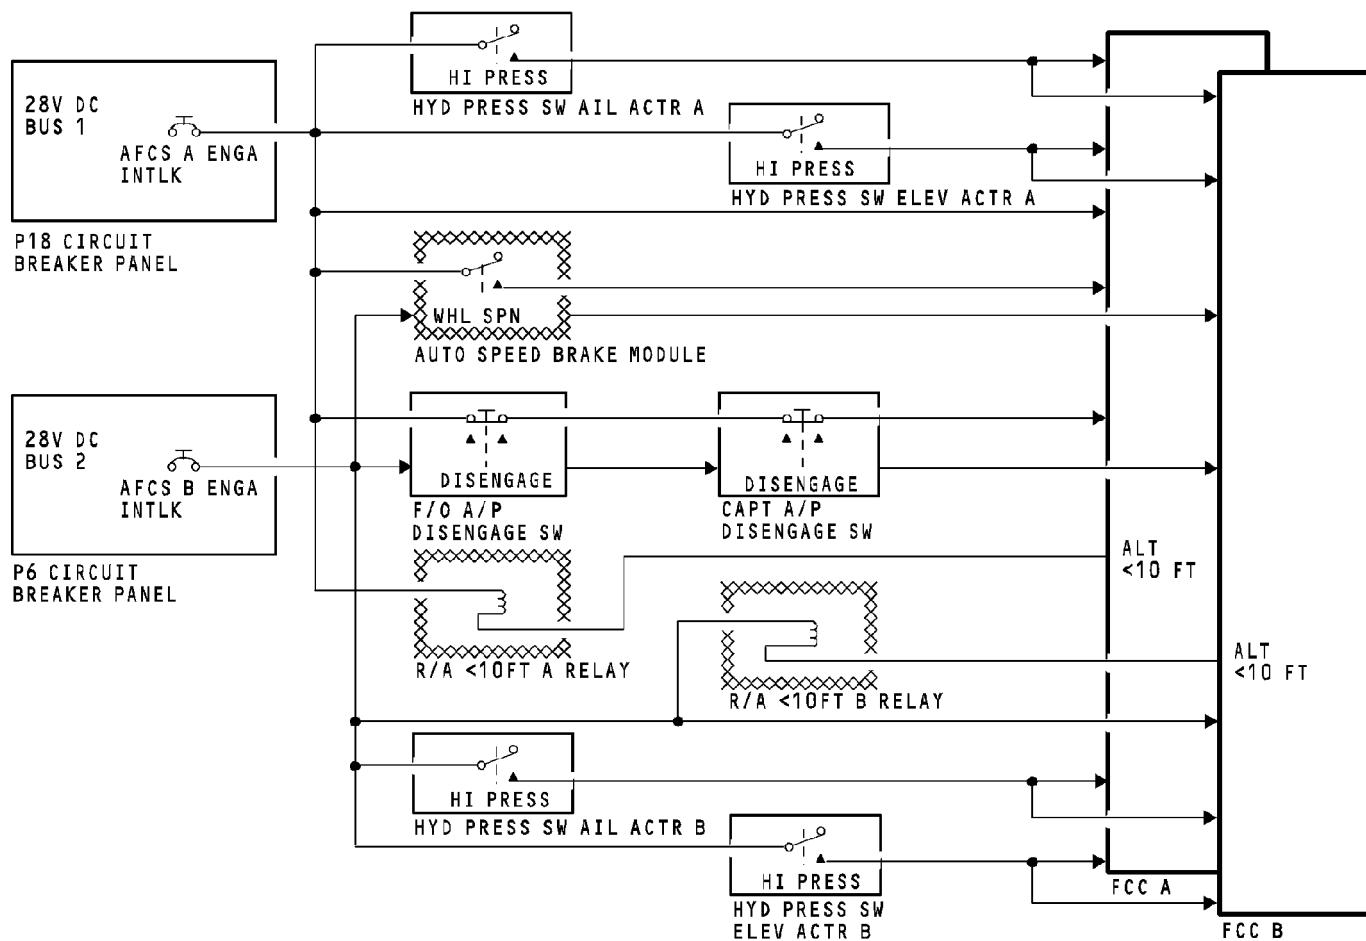 HI PRESS
HYD PRESS SW AIL ACTR A
28V DC
BUS 1
AFCS A ENGA
INTLK
P18 CIRCUIT
BREAKER PANEL
HI PRESS
HYD PRESS SW ELEV ACTR A
WHL SPN
AUTO SPEED BRAKE MODULE
28V DC
BUS 2
AFCS B ENGA
INTLK
P6 CIRCUIT
BREAKER PANEL
DISENGAGE
F/O A/P
DISENGAGE SW
DISENGAGE
CAPT A/P
DISENGAGE SW
ALT
<10 FT
R/A <10FT A RELAY
ALT
<10 FT
R/A <10FT B RELAY
HI PRESS
HYD PRESS SW AIL ACTR B
HI PRESS
HYD PRESS SW
ELEV ACTR B
FCC A
FCC B